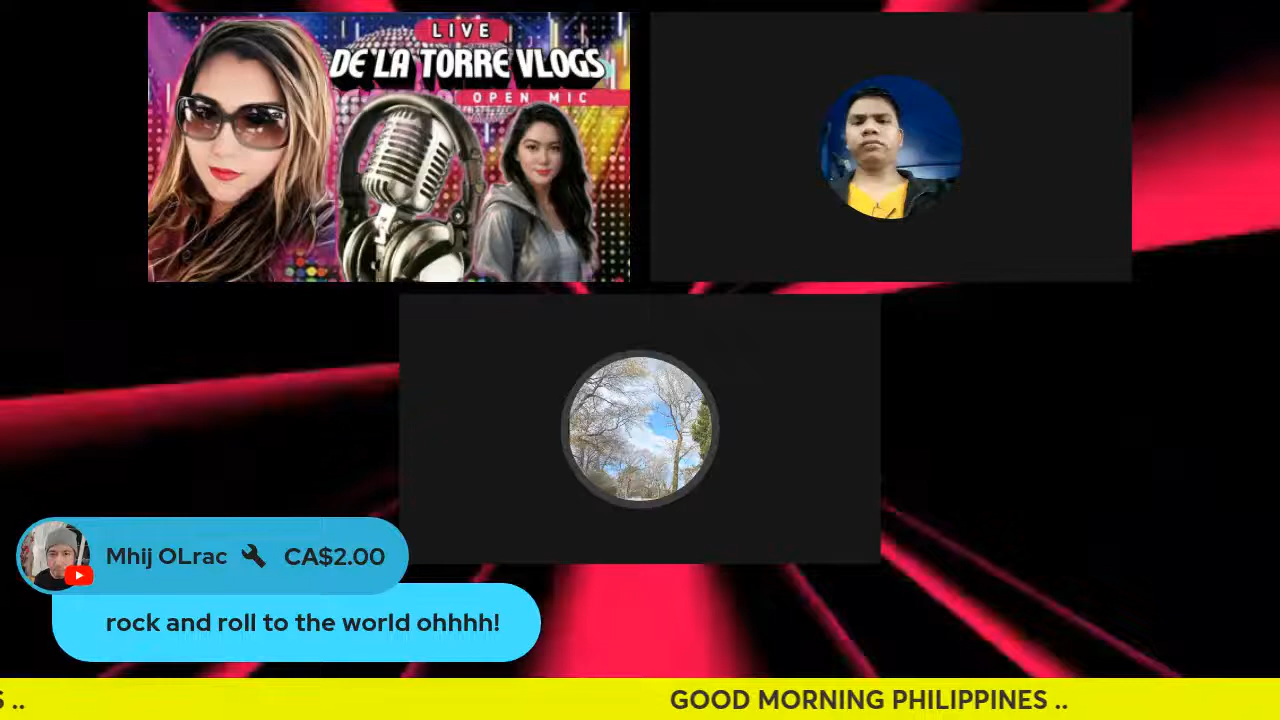 LIVE
DE LA TORRE VLOGS
OPEN MIC
Mhij OLrac CA$2.00
rock and roll to the world ohhhh!
S .. GOOD MORNING PHILIPPINES ..